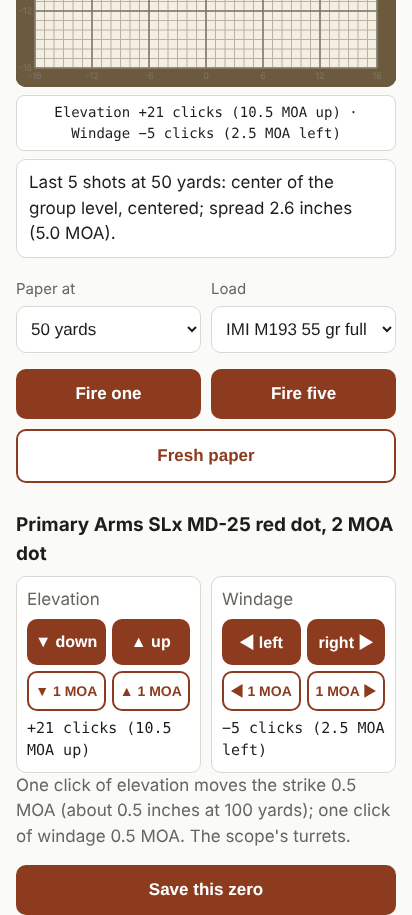 -12
-18
-18 -12 -6 0 6 12 18
Elevation +21 clicks (10.5 MOA up) ·
Windage −5 clicks (2.5 MOA left)
Last 5 shots at 50 yards: center of the
group level, centered; spread 2.6 inches
(5.0 MOA).
Paper at
Load
50 yards
IMI M193 55 gr full
Fire one
Fire five
Fresh paper
Primary Arms SLx MD-25 red dot, 2 MOA
dot
Elevation
▼ down ▲ up
▼ 1 MOA ▲ 1 MOA
+21 clicks (10.5
MOA up)
Windage
◀ left right ▶
◀ 1 MOA 1 MOA ▶
−5 clicks (2.5 MOA
left)
One click of elevation moves the strike 0.5
MOA (about 0.5 inches at 100 yards); one click
of windage 0.5 MOA. The scope's turrets.
Save this zero